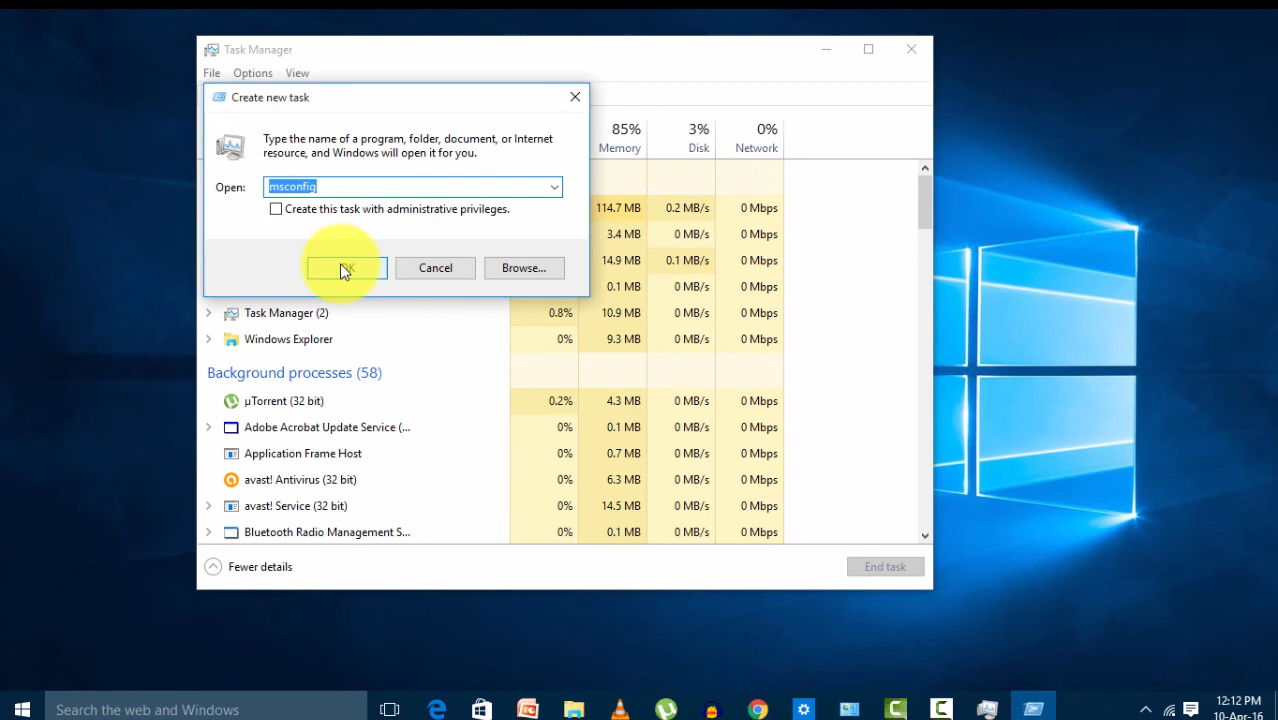 Task Manager
File Options View
Create new task
Type the name of a program, folder, document, or Internet
resource, and Windows will open it for you.
Open: msconfig
Create this task with administrative privileges.
OK Cancel Browse...
85% 3% 0%
Memory Disk Network
114.7 MB 0.2 MB/s 0 Mbps
3.4 MB 0 MB/s 0 Mbps
14.9 MB 0.1 MB/s 0 Mbps
0.1 MB 0 MB/s 0 Mbps
Task Manager (2) 0.8% 10.9 MB 0 MB/s 0 Mbps
Windows Explorer 0% 9.3 MB 0 MB/s 0 Mbps
Background processes (58)
µTorrent (32 bit) 0.2% 4.3 MB 0 MB/s 0 Mbps
Adobe Acrobat Update Service (... 0% 0.1 MB 0 MB/s 0 Mbps
Application Frame Host 0% 0.7 MB 0 MB/s 0 Mbps
avast! Antivirus (32 bit) 0% 6.3 MB 0 MB/s 0 Mbps
avast! Service (32 bit) 0% 14.5 MB 0 MB/s 0 Mbps
Bluetooth Radio Management S... 0% 0.1 MB 0 MB/s 0 Mbps
Fewer details End task
Search the web and Windows
12:12 PM
10-Apr-16